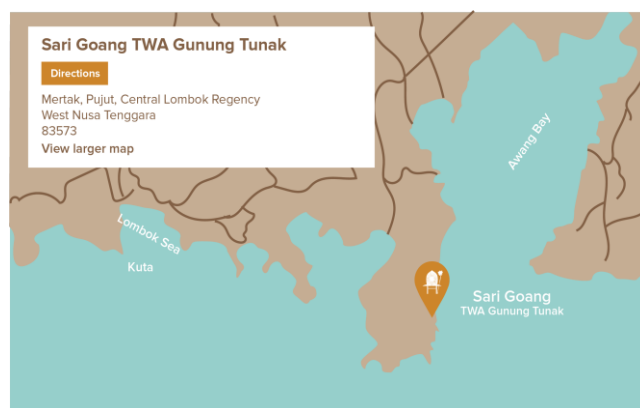 Sari Goang TWA Gunung Tunak
Directions
Mertak, Pujut, Central Lombok Regency
West Nusa Tenggara
83573
View larger map
Awang Bay
Lombok Sea
Kuta
Sari Goang
TWA Gunung Tunak